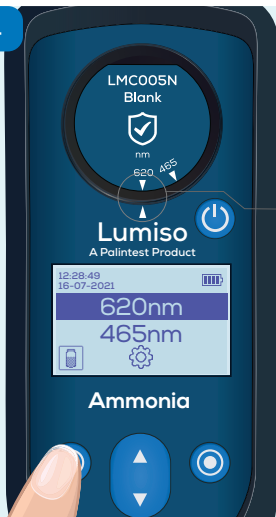 LMC005N
Blank
nm
620
465
Lumiso
A Palintest Product
12:28:49
16-07-2021
620nm
465nm
Ammonia